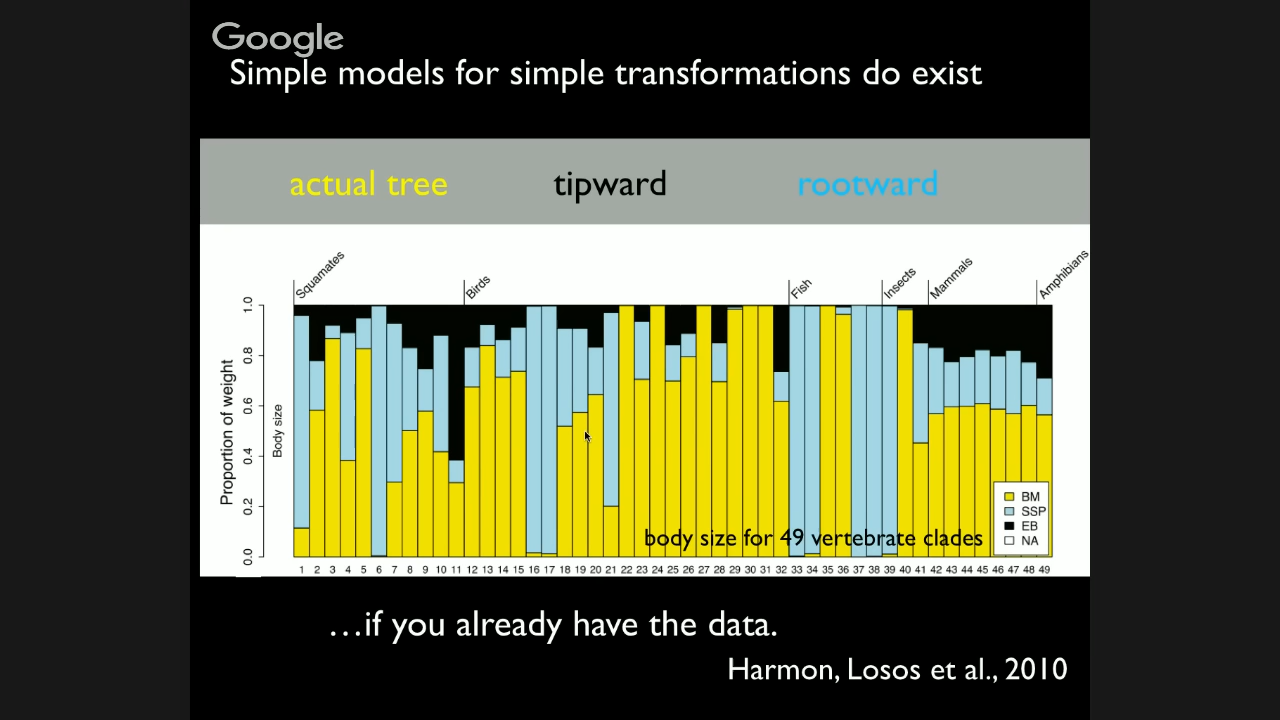 Google
Simple models for simple transformations do exist
actual tree tipward rootward
Squamates Birds Fish Insects Mammals Amphibians
Proportion of weight
Body size
1.0
0.8
0.6
0.4
0.2
0.0
BM
SSP
EB
NA
body size for 49 vertebrate clades
1 2 3 4 5 6 7 8 9 10 11 12 13 14 15 16 17 18 19 20 21 22 23 24 25 26 27 28 29 30 31 32 33 34 35 36 37 38 39 40 41 42 43 44 45 46 47 48 49
…if you already have the data.
Harmon, Losos et al., 2010